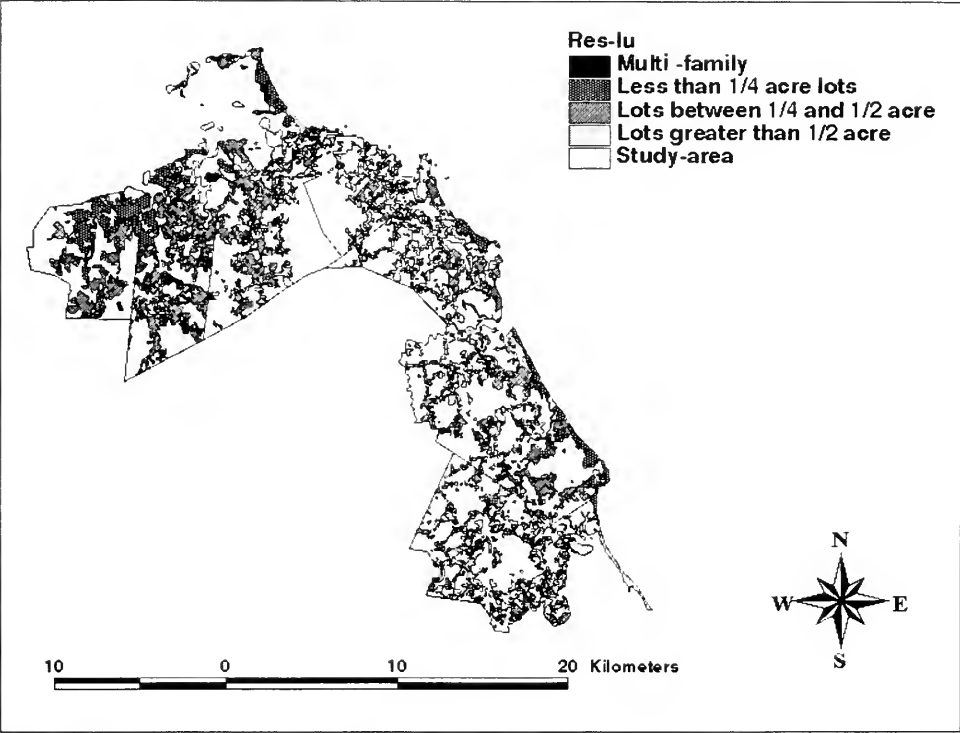 Res-lu
Multi -family
Less than 1/4 acre lots
Lots between 1/4 and 1/2 acre
Lots greater than 1/2 acre
Study-area
N
W E
S
10 0 10 20 Kilometers